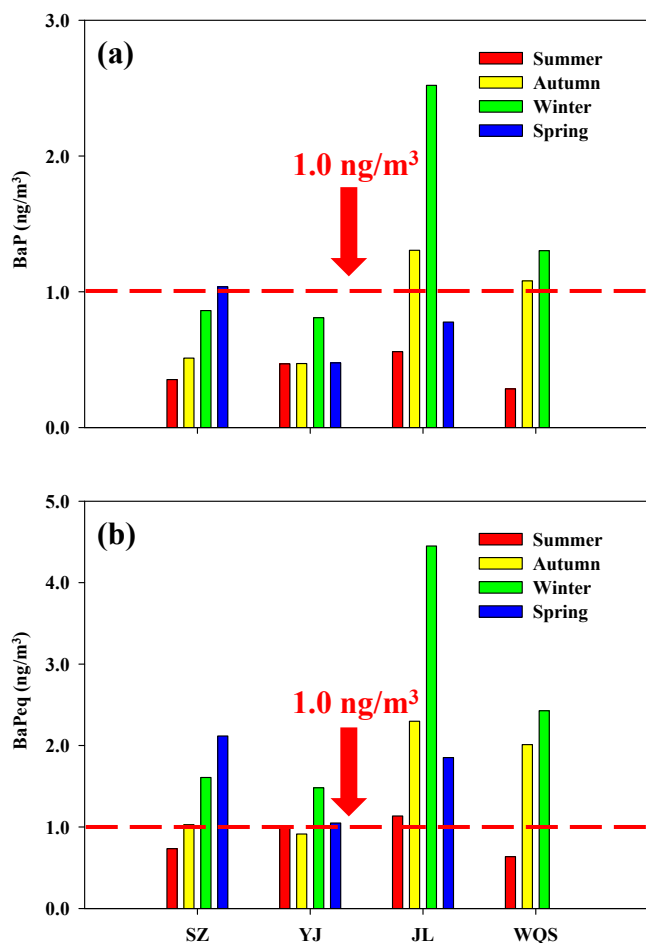 (a)
3.0
2.0
1.0
0.0
BaP (ng/m³)
Summer
Autumn
Winter
Spring
1.0 ng/m³
(b)
5.0
4.0
3.0
2.0
1.0
0.0
BaPeq (ng/m³)
Summer
Autumn
Winter
Spring
1.0 ng/m³
SZ YJ JL WQS